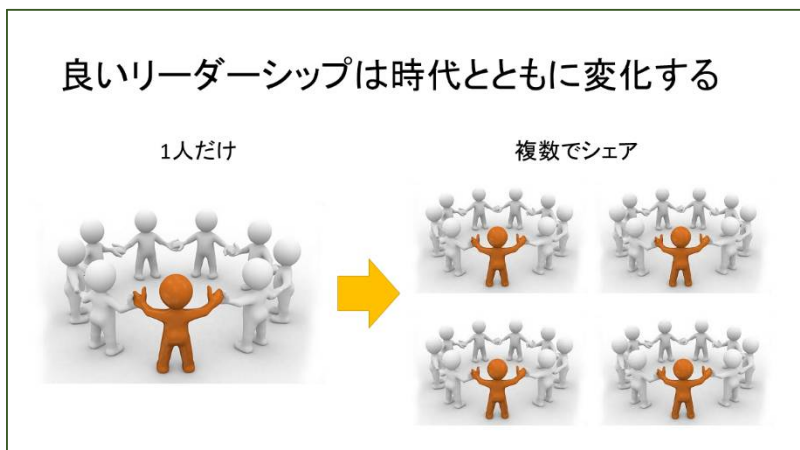 良いリーダーシップは時代とともに変化する
1人だけ
複数でシェア